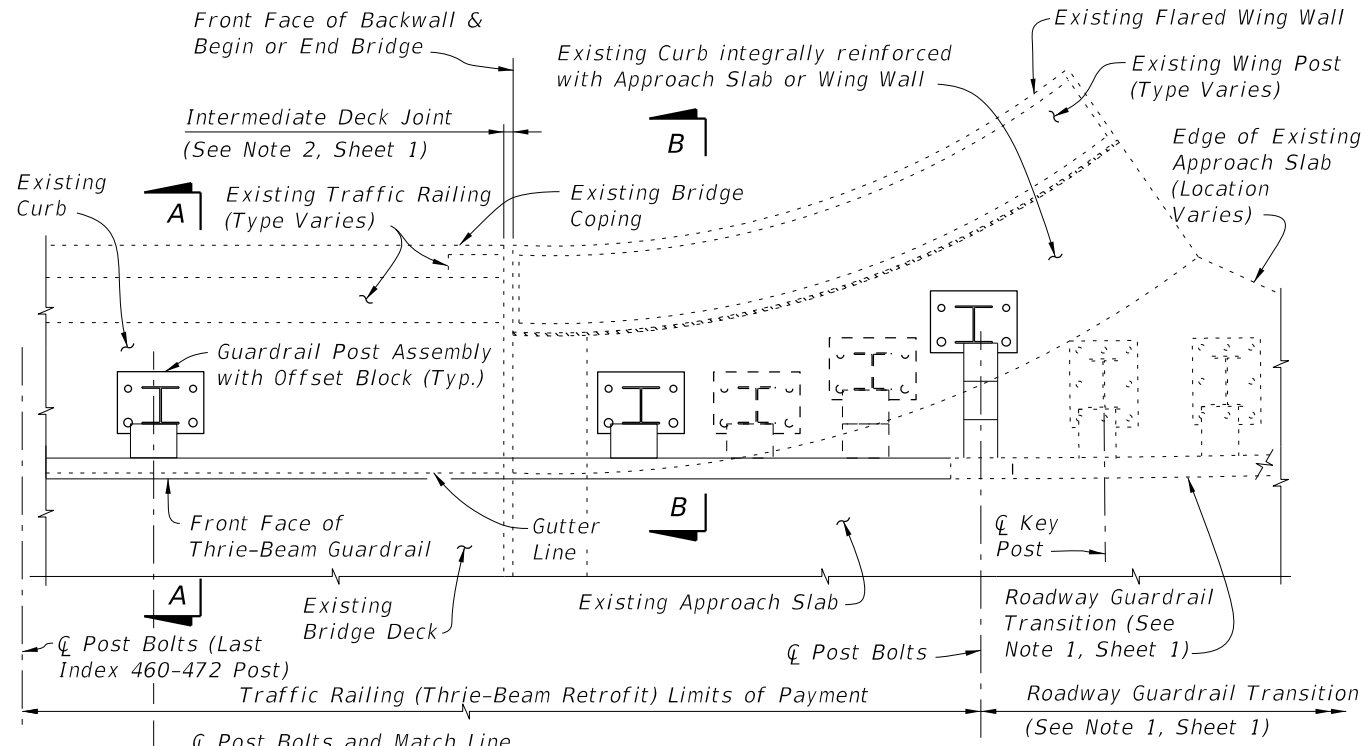 Front Face of Backwall &
Begin or End Bridge
Existing Flared Wing Wall
Existing Curb integrally reinforced
with Approach Slab or Wing Wall
Existing Wing Post
(Type Varies)
Intermediate Deck Joint
(See Note 2, Sheet 1)
B
Edge of Existing
Approach Slab
(Location
Varies)
Existing
Curb
A
Existing Traffic Railing
(Type Varies)
Existing Bridge
Coping
Guardrail Post Assembly
with Offset Block (Typ.)
Front Face of
Thrie-Beam Guardrail
Gutter
Line
B
℄ Key
Post
A
Existing
Bridge Deck
Existing Approach Slab
Roadway Guardrail
Transition (See
Note 1, Sheet 1)
℄ Post Bolts (Last
Index 460-472 Post)
℄ Post Bolts
Traffic Railing (Thrie-Beam Retrofit) Limits of Payment
Roadway Guardrail Transition
(See Note 1, Sheet 1)
℄ Post Bolts and Match Line